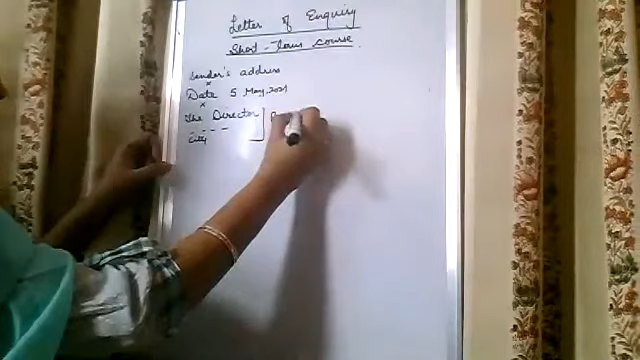 Letter of Enquiry
Short-term course
Sender's address
x
Date 5 May, 2021
x
The Director
- - -
City